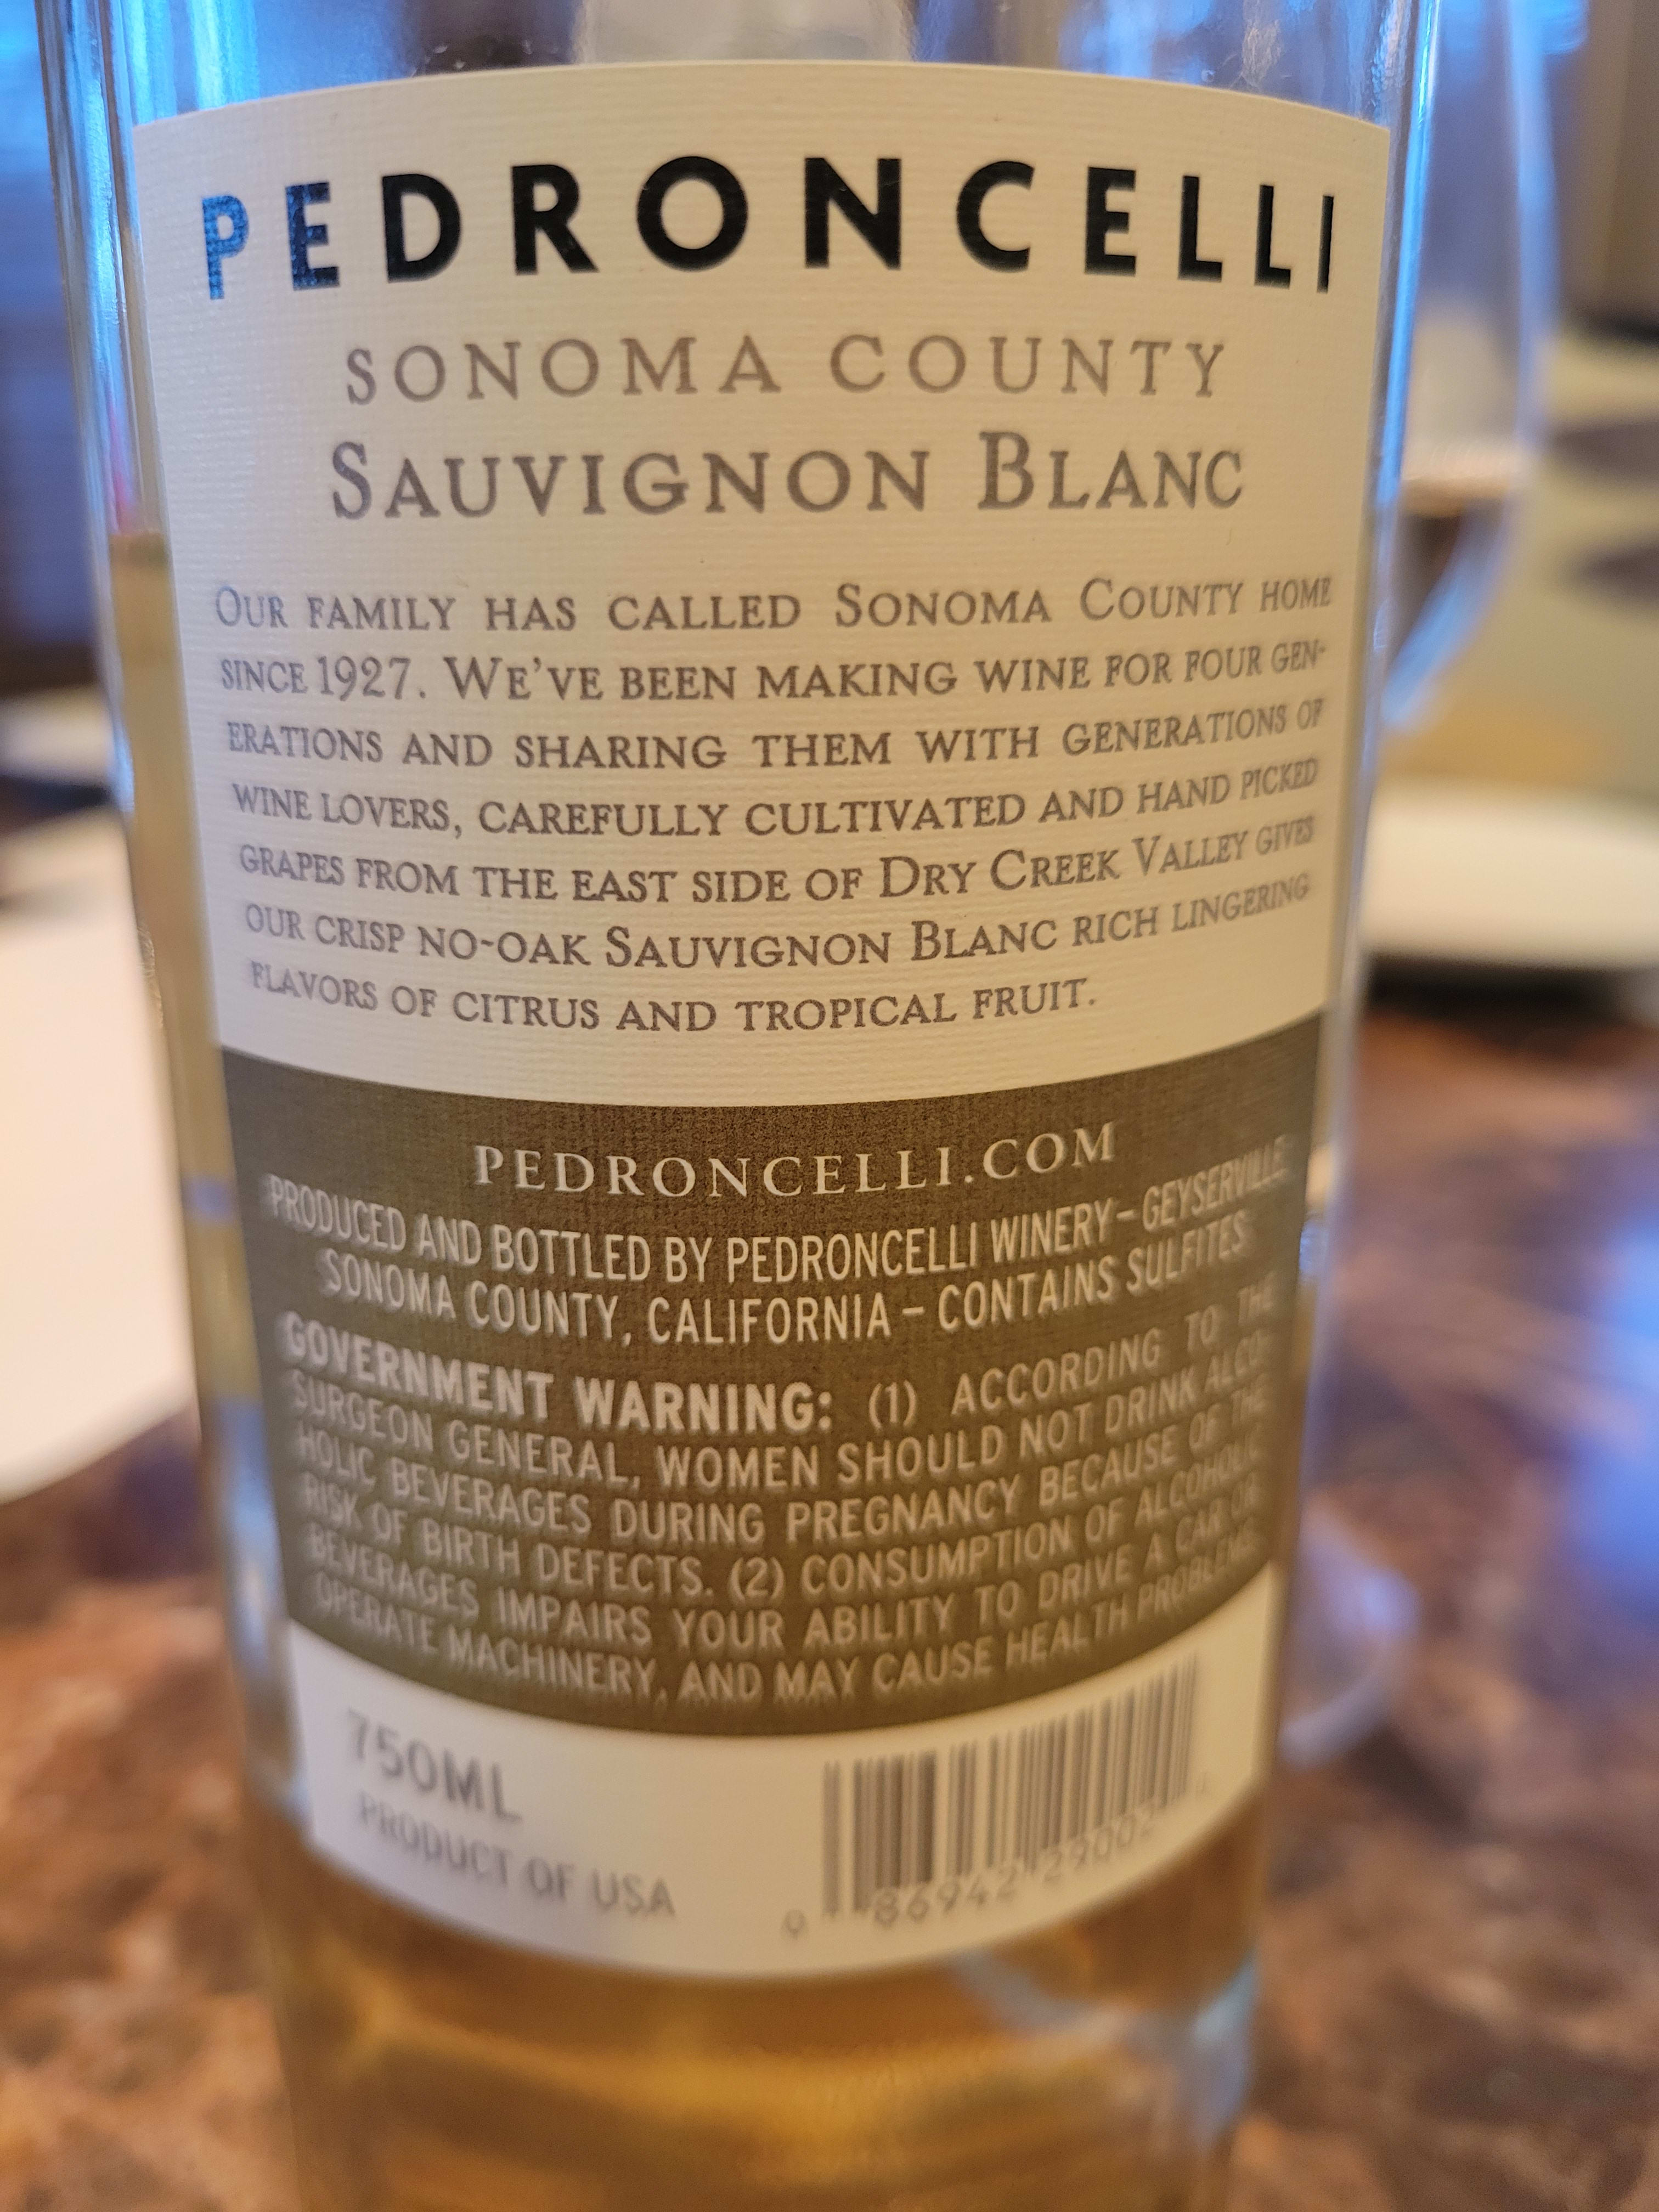 PEDRONCELLI
SONOMA COUNTY
SAUVIGNON BLANC
OUR FAMILY HAS CALLED SONOMA COUNTY HOME
SINCE 1927. WE'VE BEEN MAKING WINE FOR FOUR GEN-
ERATIONS AND SHARING THEM WITH GENERATIONS OF
WINE LOVERS, CAREFULLY CULTIVATED AND HAND PICKED
GRAPES FROM THE EAST SIDE OF DRY CREEK VALLEY GIVES
OUR CRISP NO-OAK SAUVIGNON BLANC RICH LINGERING
FLAVORS OF CITRUS AND TROPICAL FRUIT.
PEDRONCELLI.COM
PRODUCED AND BOTTLED BY PEDRONCELLI WINERY – GEYSERVILLE,
SONOMA COUNTY, CALIFORNIA – CONTAINS SULFITES
GOVERNMENT WARNING: (1) ACCORDING TO THE
SURGEON GENERAL, WOMEN SHOULD NOT DRINK ALCO-
HOLIC BEVERAGES DURING PREGNANCY BECAUSE OF THE
RISK OF BIRTH DEFECTS. (2) CONSUMPTION OF ALCOHOLIC
BEVERAGES IMPAIRS YOUR ABILITY TO DRIVE A CAR OR
OPERATE MACHINERY, AND MAY CAUSE HEALTH PROBLEMS.
750ML
PRODUCT OF USA
0 86942